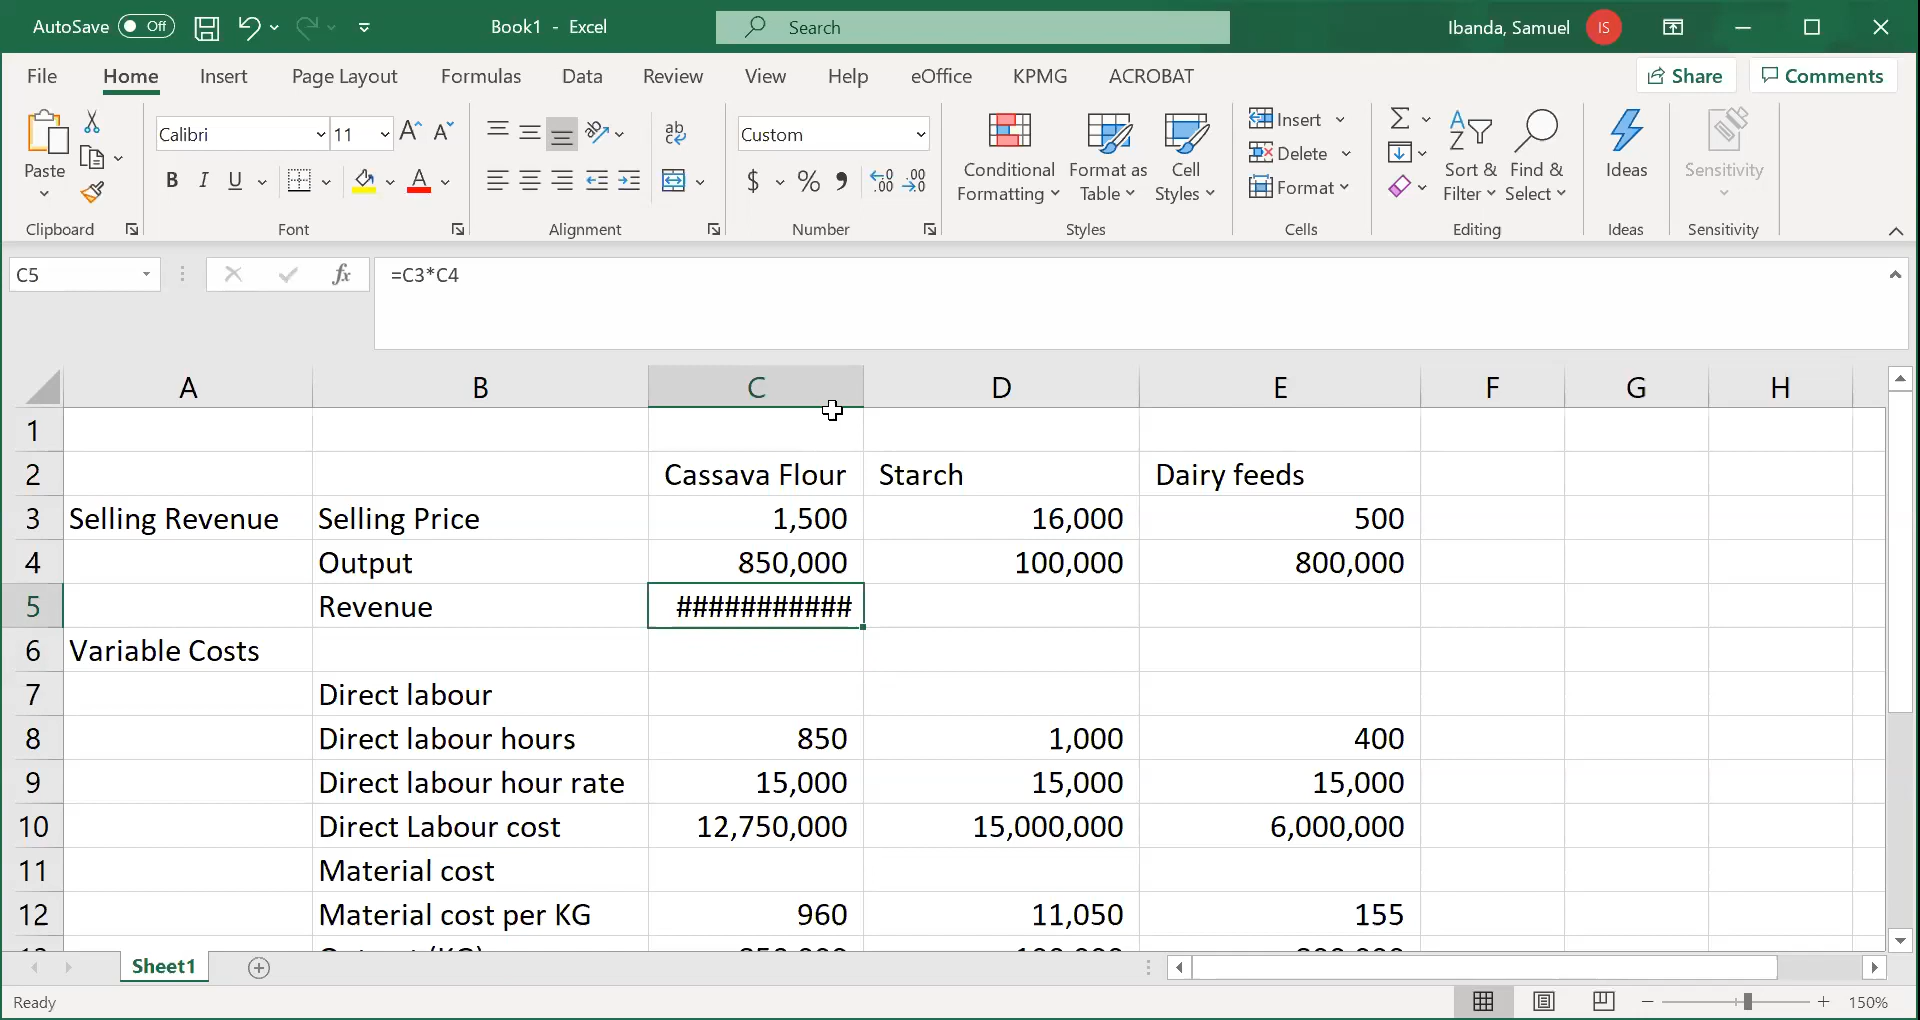 AutoSave Off Book1 - Excel Search Ibanda, Samuel IS
File Home Insert Page Layout Formulas Data Review View Help eOffice KPMG ACROBAT Share Comments
Paste Calibri 11 A A ab Custom Conditional Formatting Format as Table Cell Styles Insert Delete Format Sort & Filter Find & Select Ideas Sensitivity
B I U A $ % .00 .00
Clipboard Font Alignment Number Styles Cells Editing Ideas Sensitivity
C5 fx =C3*C4
A B C D E F G H
1
2 Cassava Flour Starch Dairy feeds
3 Selling Revenue Selling Price 1,500 16,000 500
4 Output 850,000 100,000 800,000
5 Revenue ###########
6 Variable Costs
7 Direct labour
8 Direct labour hours 850 1,000 400
9 Direct labour hour rate 15,000 15,000 15,000
10 Direct Labour cost 12,750,000 15,000,000 6,000,000
11 Material cost
12 Material cost per KG 960 11,050 155
Sheet1
Ready 150%